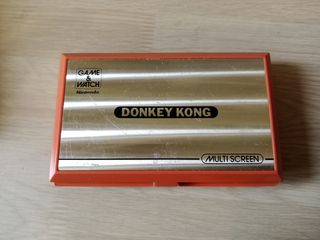 GAME &
WATCH
Nintendo
DONKEY KONG
MULTI SCREEN